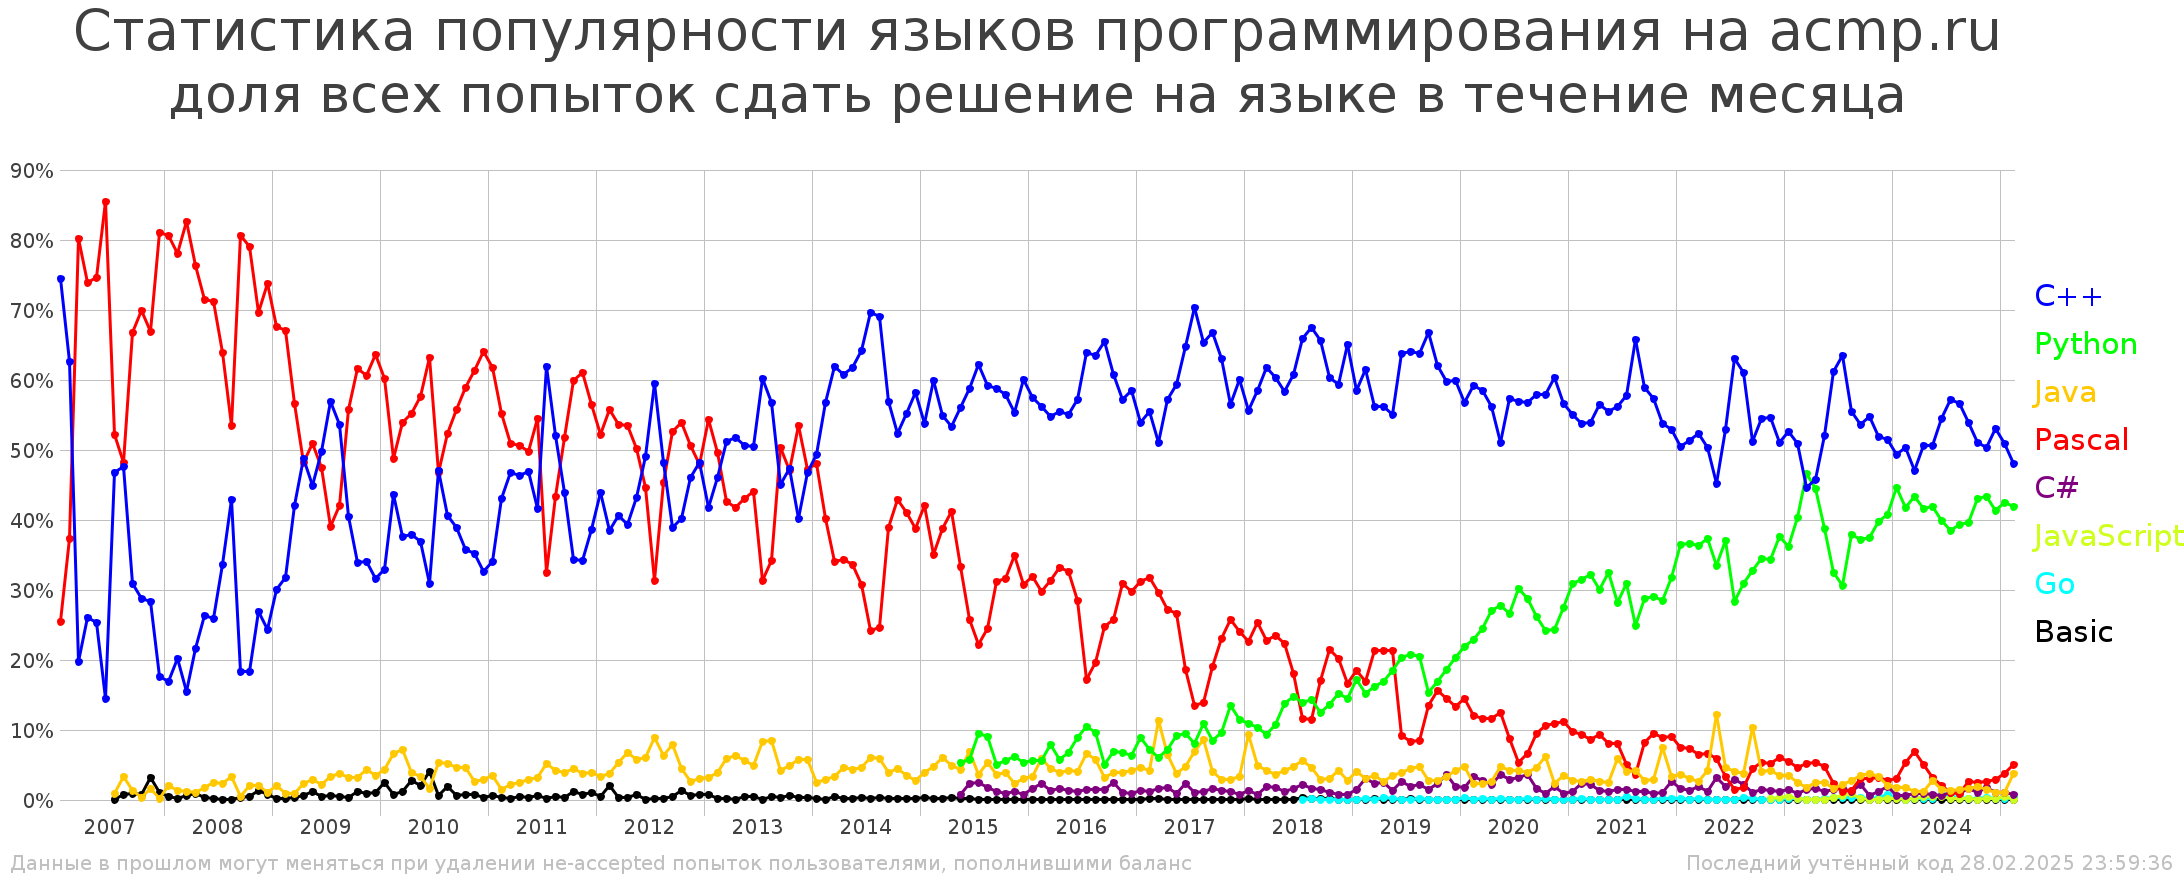 Статистика популярности языков программирования на acmp.ru
доля всех попыток сдать решение на языке в течение месяца
90%
80%
70%
60%
50%
40%
30%
20%
10%
0%
2007 2008 2009 2010 2011 2012 2013 2014 2015 2016 2017 2018 2019 2020 2021 2022 2023 2024
C++
Python
Java
Pascal
C#
JavaScript
Go
Basic
Данные в прошлом могут меняться при удалении не-accepted попыток пользователями, пополнившими баланс
Последний учтённый код 28.02.2025 23:59:36